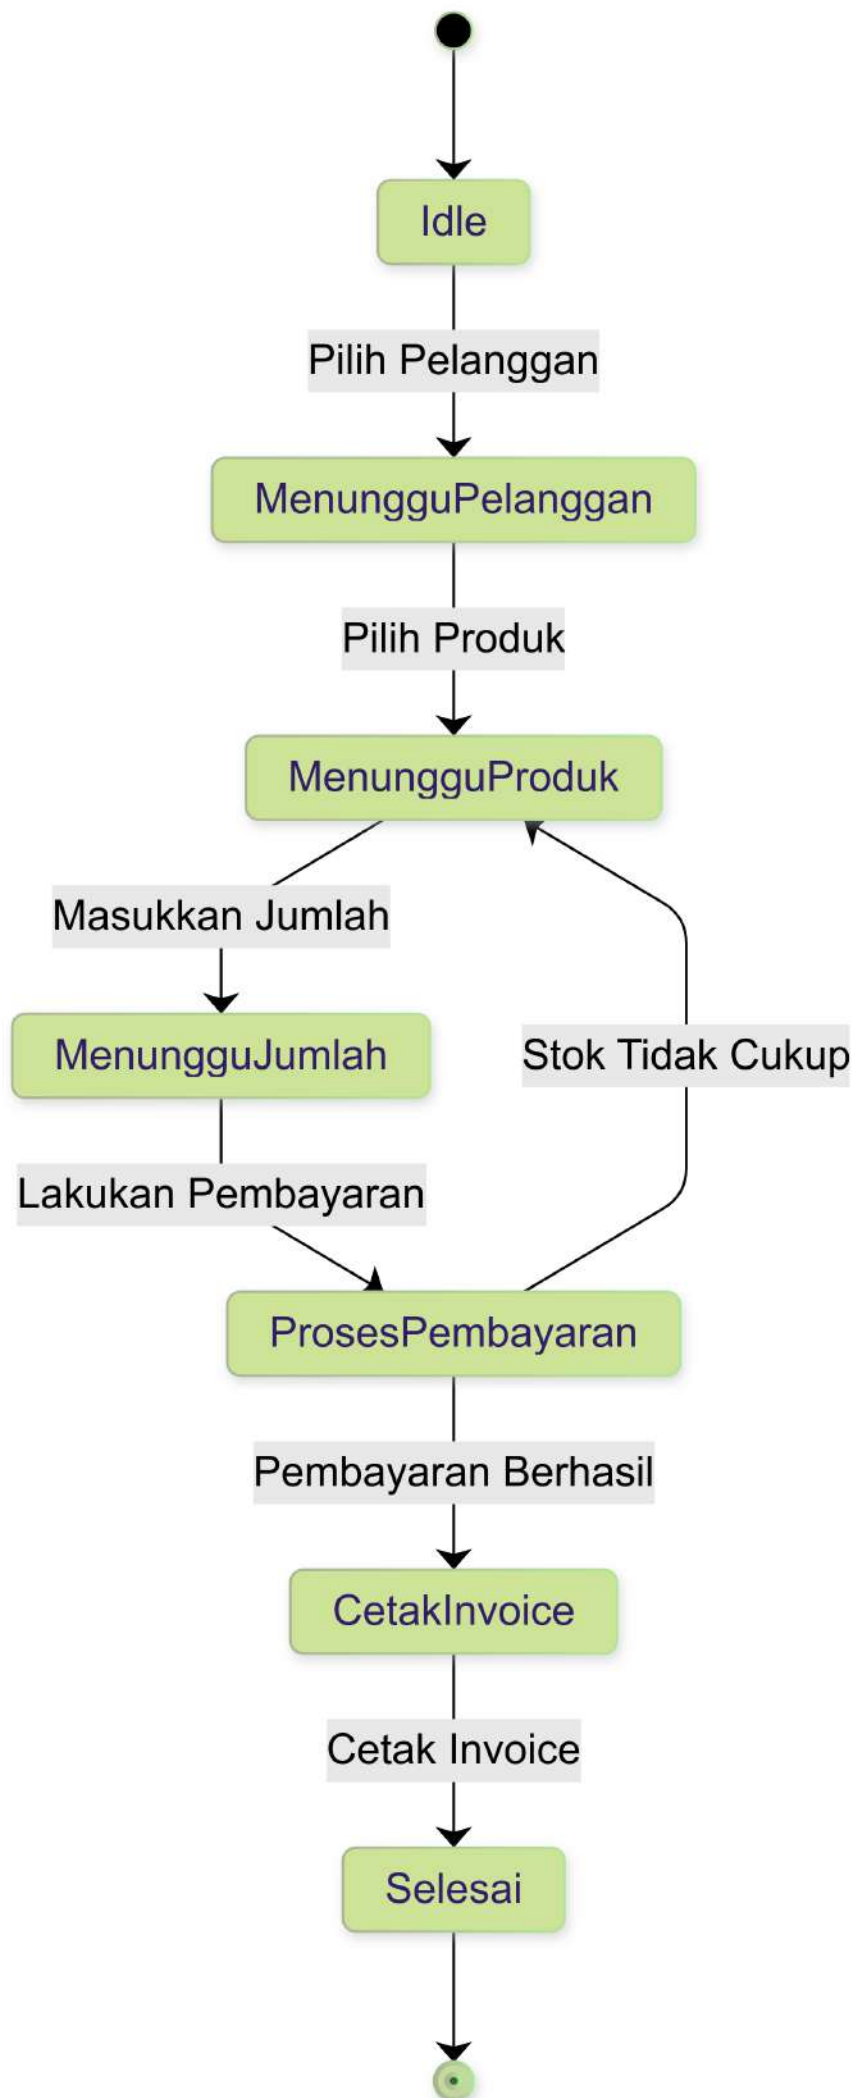 Idle
Pilih Pelanggan
MenungguPelanggan
Pilih Produk
MenungguProduk
Masukkan Jumlah
MenungguJumlah
Stok Tidak Cukup
Lakukan Pembayaran
ProsesPembayaran
Pembayaran Berhasil
CetakInvoice
Cetak Invoice
Selesai